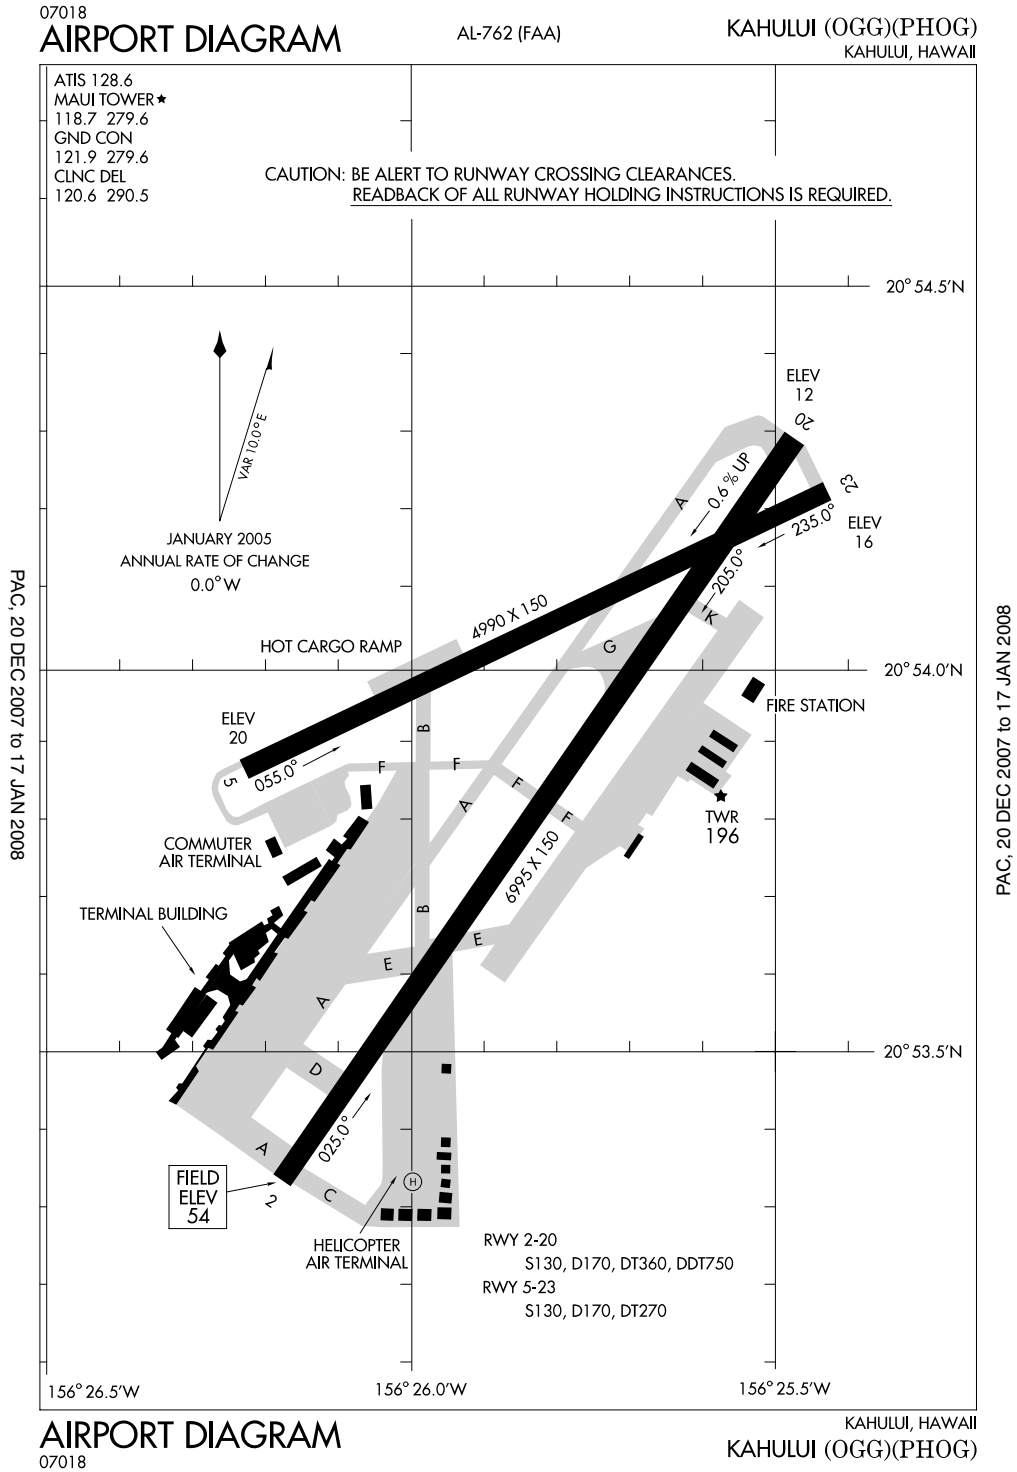 07018
AIRPORT DIAGRAM
AL-762 (FAA)
KAHULUI (OGG)(PHOG)
KAHULUI, HAWAII
ATIS 128.6
MAUI TOWER★
118.7 279.6
GND CON
121.9 279.6
CLNC DEL
120.6 290.5
CAUTION: BE ALERT TO RUNWAY CROSSING CLEARANCES.
READBACK OF ALL RUNWAY HOLDING INSTRUCTIONS IS REQUIRED.
20° 54.5'N
VAR 10.0° E
JANUARY 2005
ANNUAL RATE OF CHANGE
0.0° W
ELEV
12
20
0.6% UP
A
23
235.0°
ELEV
16
205.0°
4990 X 150
K
G
HOT CARGO RAMP
20° 54.0'N
FIRE STATION
ELEV
20
5
055.0°
B
F
F
F
F
A
TWR
196
COMMUTER
AIR TERMINAL
6995 X 150
TERMINAL BUILDING
B
E
E
A
20° 53.5'N
D
025.0°
A
C
2
FIELD
ELEV
54
H
HELICOPTER
AIR TERMINAL
RWY 2-20
S130, D170, DT360, DDT750
RWY 5-23
S130, D170, DT270
156° 26.5'W
156° 26.0'W
156° 25.5'W
PAC, 20 DEC 2007 to 17 JAN 2008
PAC, 20 DEC 2007 to 17 JAN 2008
AIRPORT DIAGRAM
07018
KAHULUI, HAWAII
KAHULUI (OGG)(PHOG)